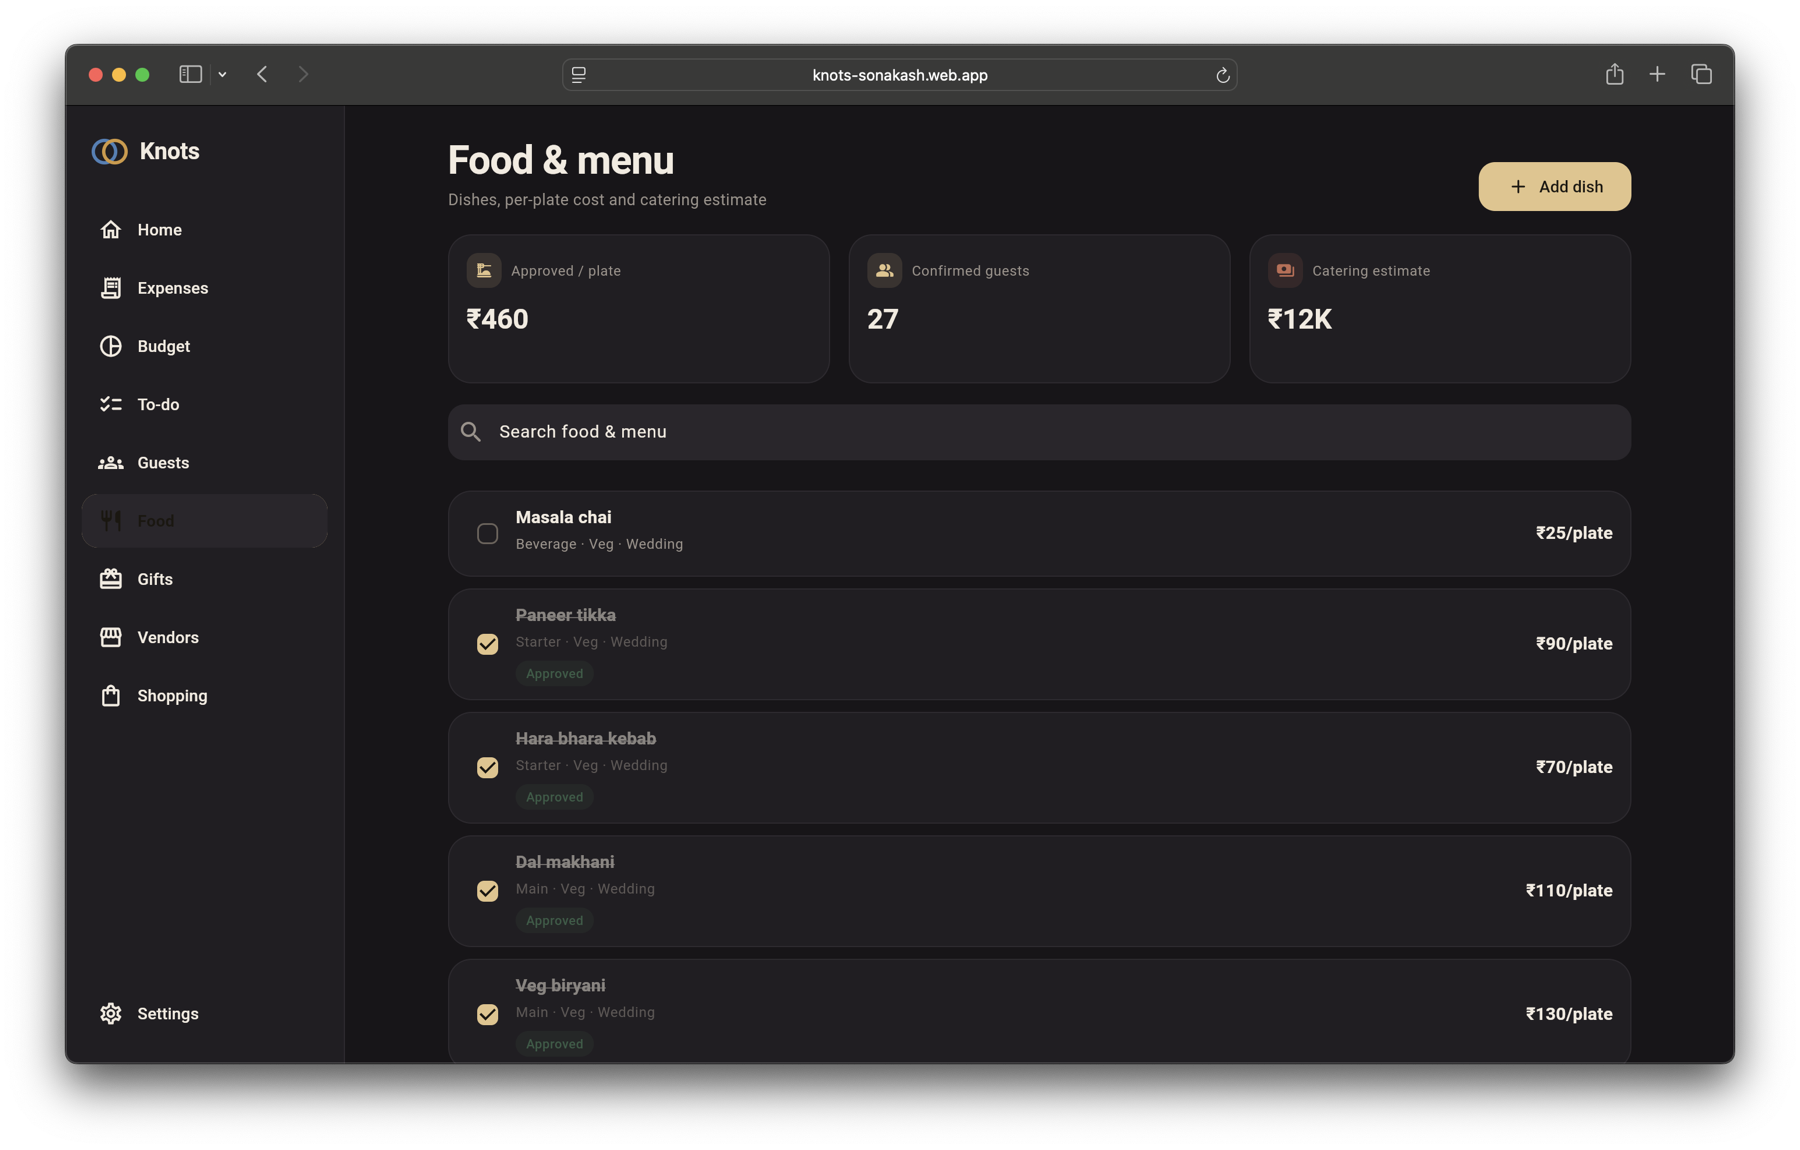 knots-sonakash.web.app
Knots
Home
Expenses
Budget
To-do
Guests
Food
Gifts
Vendors
Shopping
Settings
Food & menu
Dishes, per-plate cost and catering estimate
+ Add dish
Approved / plate
₹460
Confirmed guests
27
Catering estimate
₹12K
Search food & menu
Masala chai
Beverage · Veg · Wedding
₹25/plate
Paneer tikka
Starter · Veg · Wedding
Approved
₹90/plate
Hara bhara kebab
Starter · Veg · Wedding
Approved
₹70/plate
Dal makhani
Main · Veg · Wedding
Approved
₹110/plate
Veg biryani
Main · Veg · Wedding
Approved
₹130/plate